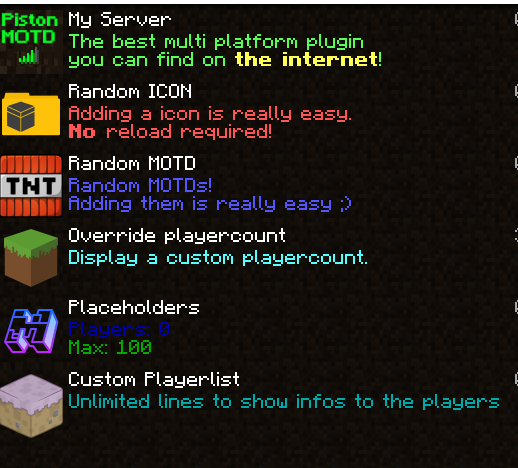 Piston
MOTD
My Server
The best multi platform plugin
you can find on the internet!
Random ICON
Adding a icon is really easy.
No reload required!
TNT
Random MOTD
Random MOTDs!
Adding them is really easy ;)
Override playercount
Display a custom playercount.
Placeholders
Players: 0
Max: 100
Custom Playerlist
Unlimited lines to show infos to the players